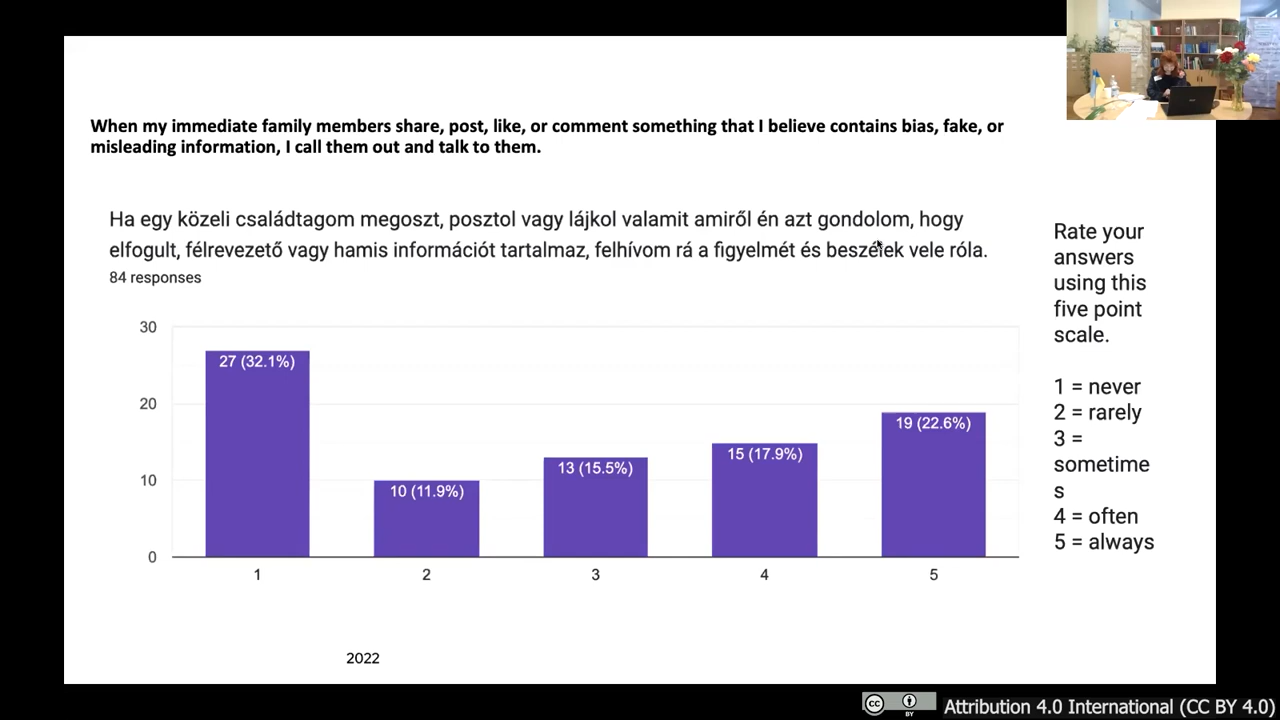 When my immediate family members share, post, like, or comment something that I believe contains bias, fake, or
misleading information, I call them out and talk to them.
Ha egy közeli családtagom megoszt, posztol vagy lájkol valamit amiről én azt gondolom, hogy
elfogult, félrevezető vagy hamis információt tartalmaz, felhívom rá a figyelmét és beszélek vele róla.
84 responses
30
20
10
0
27 (32.1%)
10 (11.9%)
13 (15.5%)
15 (17.9%)
19 (22.6%)
1
2
3
4
5
Rate your
answers
using this
five point
scale.
1 = never
2 = rarely
3 =
sometime
s
4 = often
5 = always
2022
cc
BY
Attribution 4.0 International (CC BY 4.0)